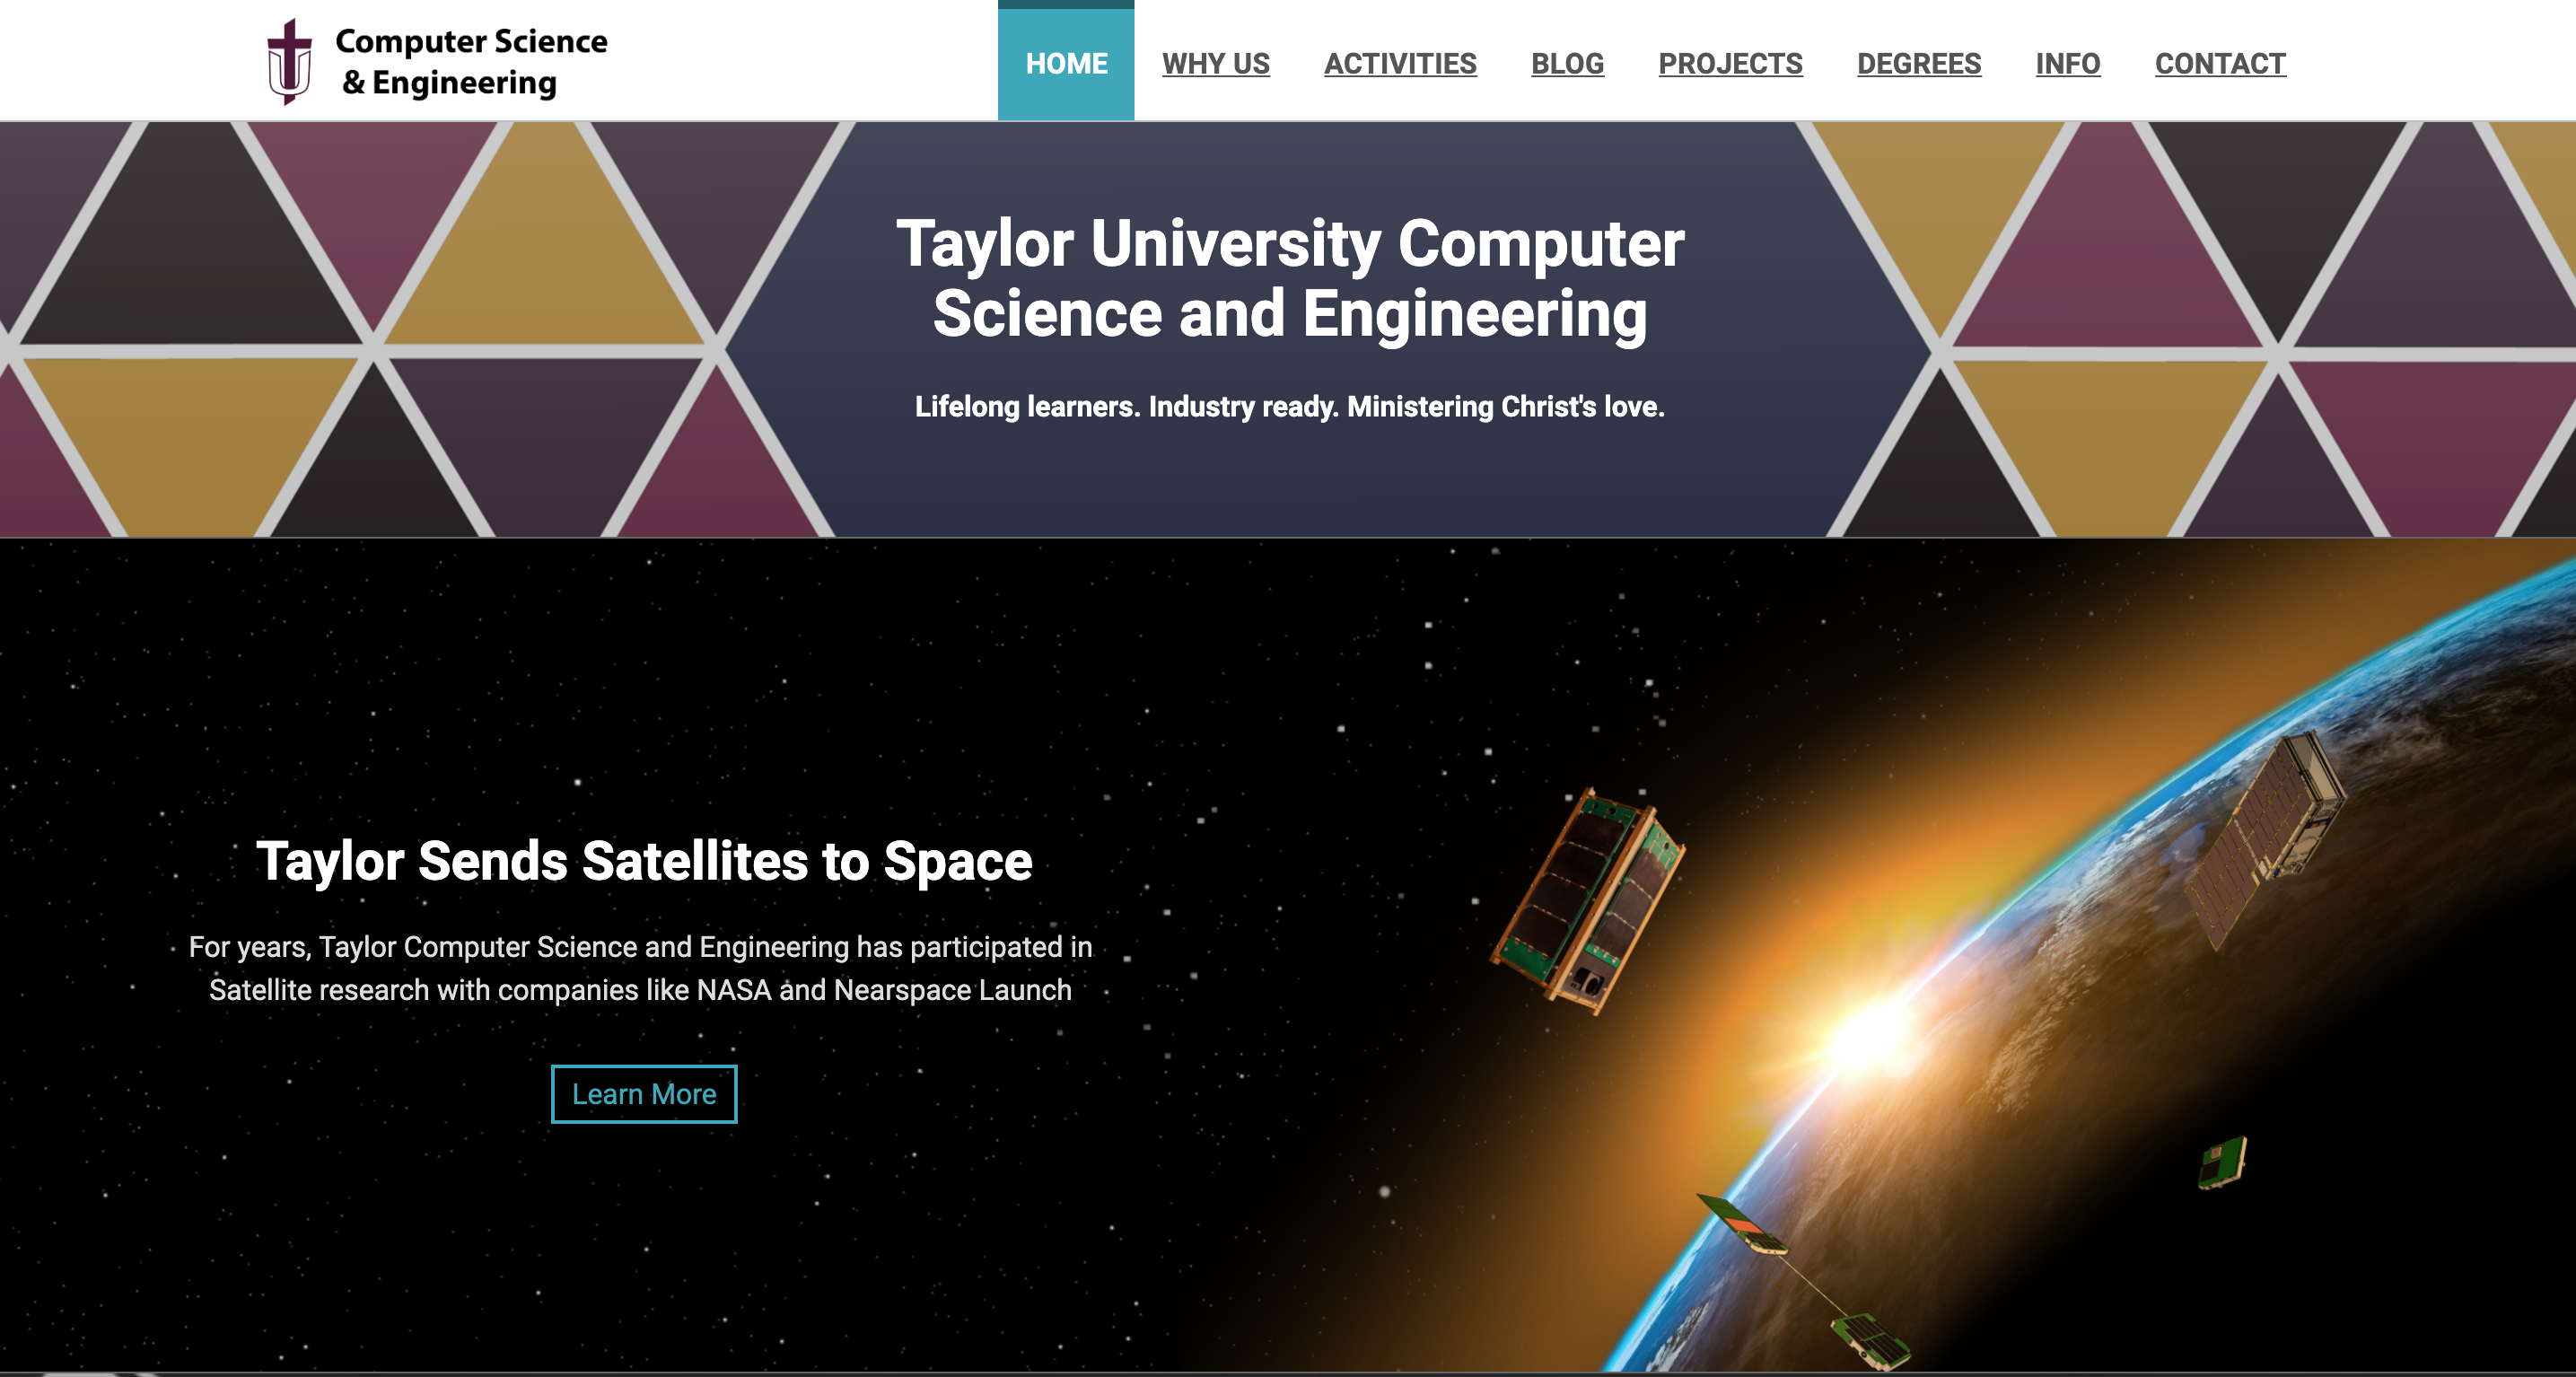 Computer Science
& Engineering
HOME WHY US ACTIVITIES BLOG PROJECTS DEGREES INFO CONTACT
Taylor University Computer
Science and Engineering
Lifelong learners. Industry ready. Ministering Christ's love.
Taylor Sends Satellites to Space
For years, Taylor Computer Science and Engineering has participated in
Satellite research with companies like NASA and Nearspace Launch
Learn More